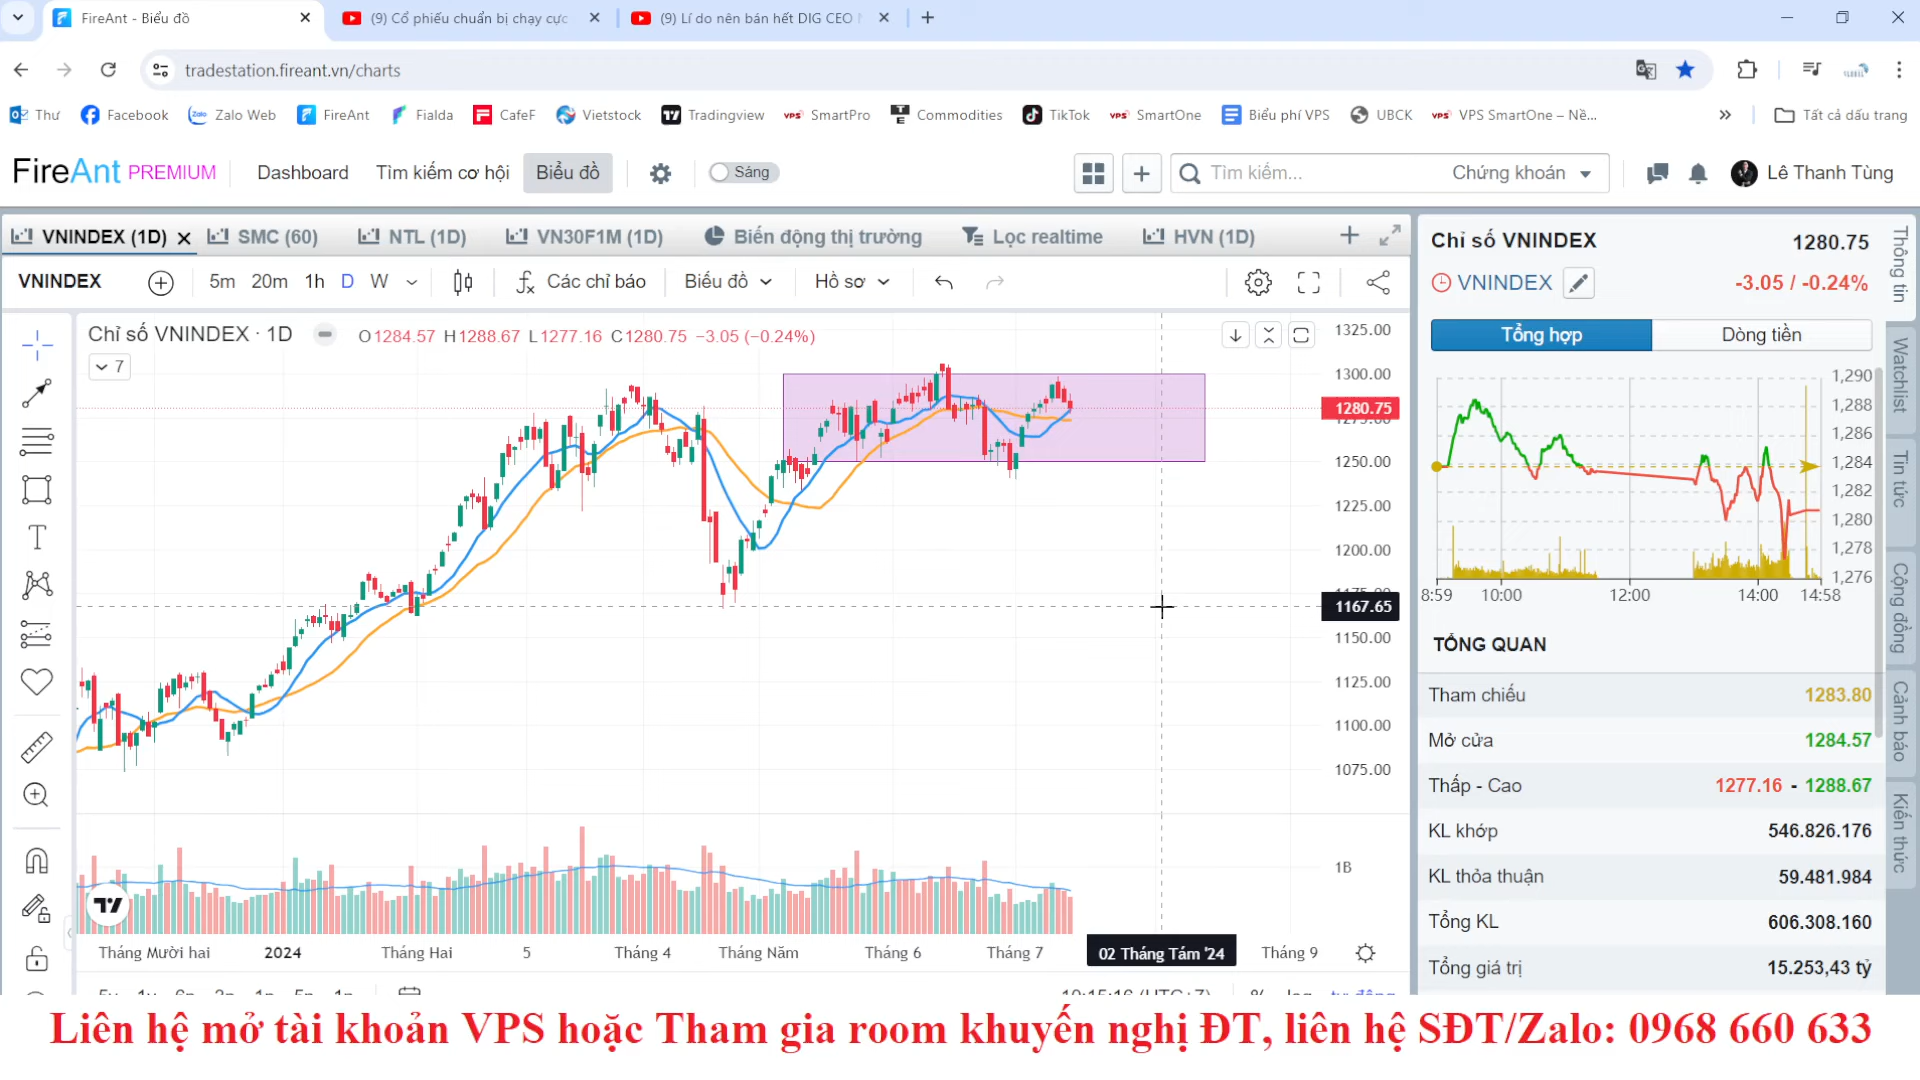 FireAnt - Biểu đồ
(9) Cổ phiếu chuẩn bị chạy cực
(9) Lí do nên bán hết DIG CEO
tradestation.fireant.vn/charts
Thư
Facebook
Zalo Web
FireAnt
Fialda
CafeF
Vietstock
Tradingview
SmartPro
Commodities
TikTok
SmartOne
Biểu phí VPS
UBCK
VPS SmartOne – Nề...
Tất cả dấu trang
FireAnt PREMIUM
Dashboard
Tìm kiếm cơ hội
Biểu đồ
Sáng
Tìm kiếm...
Chứng khoán
Lê Thanh Tùng
VNINDEX (1D)
SMC (60)
NTL (1D)
VN30F1M (1D)
Biến động thị trường
Lọc realtime
HVN (1D)
VNINDEX
5m 20m 1h D W
Các chỉ báo
Biểu đồ
Hồ sơ
Chỉ số VNINDEX · 1D
O1284.57 H1288.67 L1277.16 C1280.75 −3.05 (−0.24%)
7
1325.00
1300.00
1280.75
1275.00
1250.00
1225.00
1200.00
1175.00
1167.65
1150.00
1125.00
1100.00
1075.00
1B
Tháng Mười hai
2024
Tháng Hai
5
Tháng 4
Tháng Năm
Tháng 6
Tháng 7
02 Tháng Tám '24
Tháng 9
10:15:16 (UTC+7)
% log tự động
Chỉ số VNINDEX
1280.75
VNINDEX
-3.05 / -0.24%
Tổng hợp
Dòng tiền
1,290
1,288
1,286
1,284
1,282
1,280
1,278
1,276
8:59 10:00 12:00 14:00 14:58
TỔNG QUAN
Tham chiếu 1283.80
Mở cửa 1284.57
Thấp - Cao 1277.16 - 1288.67
KL khớp 546.826.176
KL thỏa thuận 59.481.984
Tổng KL 606.308.160
Tổng giá trị 15.253,43 tỷ
Thông tin
Watchlist
Tin tức
Cộng đồng
Cảnh báo
Kiến thức
Liên hệ mở tài khoản VPS hoặc Tham gia room khuyến nghị ĐT, liên hệ SĐT/Zalo: 0968 660 633